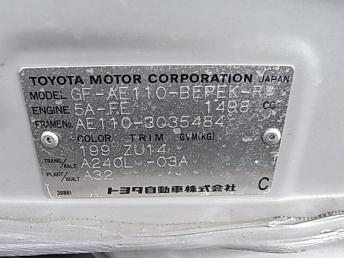 TOYOTA MOTOR CORPORATION JAPAN
MODEL GF-AE110-BEPEK-R
ENGINE 5A-FE 1498 CC
FRAME No. AE110-3035484
COLOR TRIM GVM(KG)
199 ZU14
TRANS/AXLE A240L -03A
PLANT/BUILT A32
30881 トヨタ自動車株式会社 C